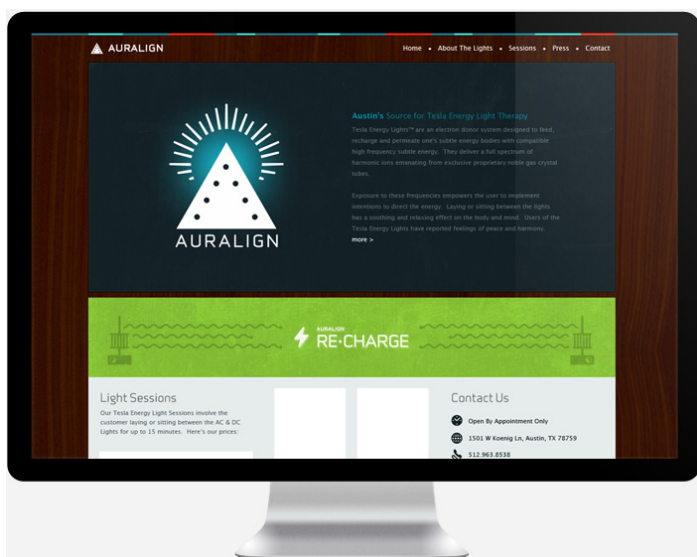 AURALIGN
Home • About The Lights • Sessions • Press • Contact
Austin's Source for Tesla Energy Light Therapy
Tesla Energy Lights™ are an electron donor system designed to feed,
recharge and permeate one's subtle energy bodies with compatible
high frequency subtle energy. They deliver a full spectrum of
harmonic ions emanating from exclusive proprietary noble gas crystal
tubes.
Exposure to these frequencies empowers the user to implement
intentions to direct the energy. Laying or sitting between the lights
has a soothing and relaxing effect on the body and mind. Users of the
Tesla Energy Lights have reported feelings of peace and harmony.
more >
AURALIGN
AURALIGN
RE•CHARGE
Light Sessions
Our Tesla Energy Light Sessions involve the
customer laying or sitting between the AC & DC
Lights for up to 15 minutes. Here's our prices:
Contact Us
Open By Appointment Only
1501 W Koenig Ln, Austin, TX 78759
512.963.8538